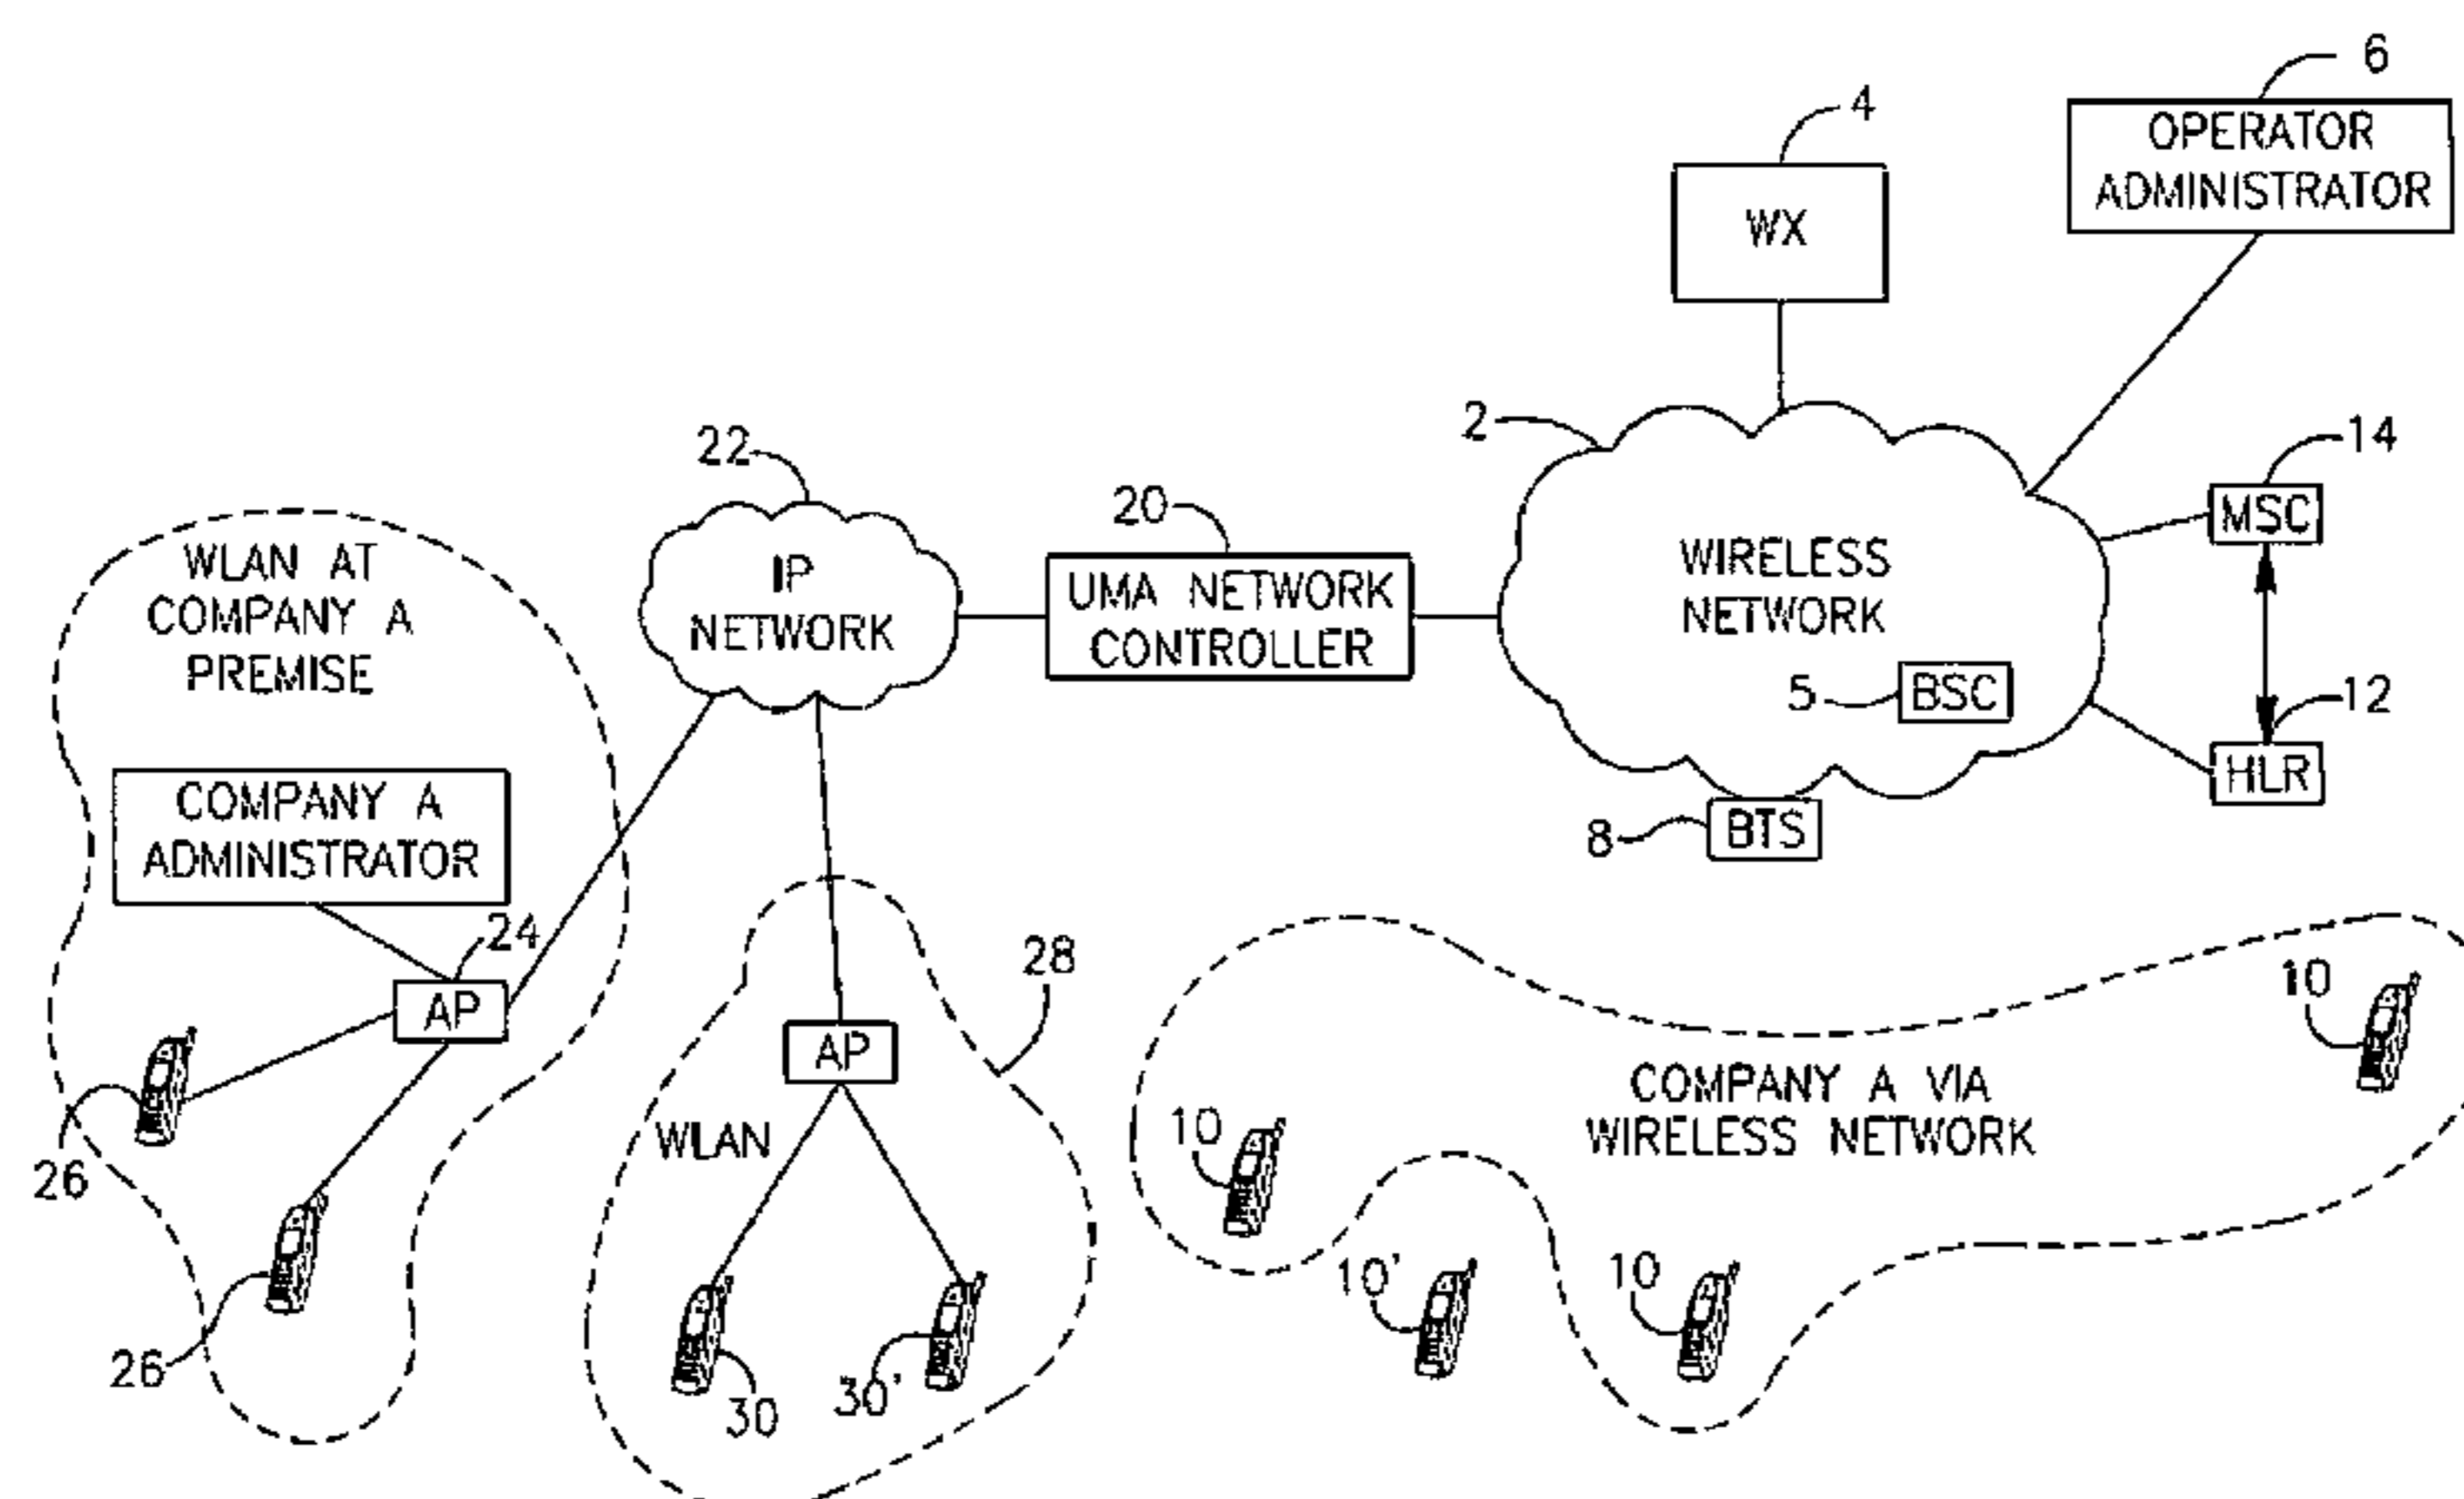 6
4
OPERATOR
ADMINISTRATOR
WX
2
14
22
20
MSC
WLAN AT
COMPANY A
PREMISE
IP
NETWORK
UMA NETWORK
CONTROLLER
WIRELESS
NETWORK
5
BSC
12
HLR
COMPANY A
ADMINISTRATOR
8
BTS
24
28
AP
AP
10
COMPANY A VIA
WIRELESS NETWORK
10
WLAN
26
10'
10
26
30
30'